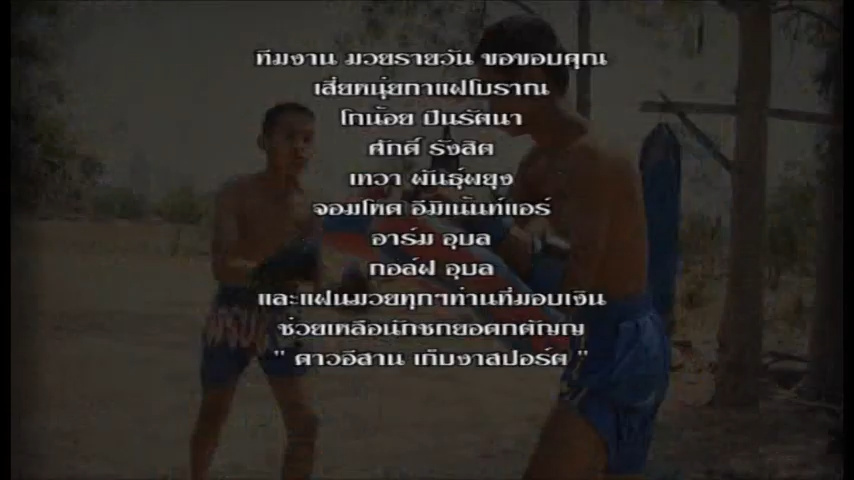 ทีมงาน มวยรายวัน ขอขอบคุณ
เสี่ยหนุ่ยกาแฟโบราณ
โกน้อย ปิ่นรัตนา
ศักดิ์ รังสิต
เทวา พันธุ์พยุง
จอมโหด อีมิเน้นท์แอร์
อาร์ม อุบล
กอล์ฟ อุบล
และแฟนมวยทุกๆท่านที่มอบเงิน
ช่วยเหลือนักชกยอดกตัญญู
" ดาวอีสาน เก๊บงาสปอร์ต "